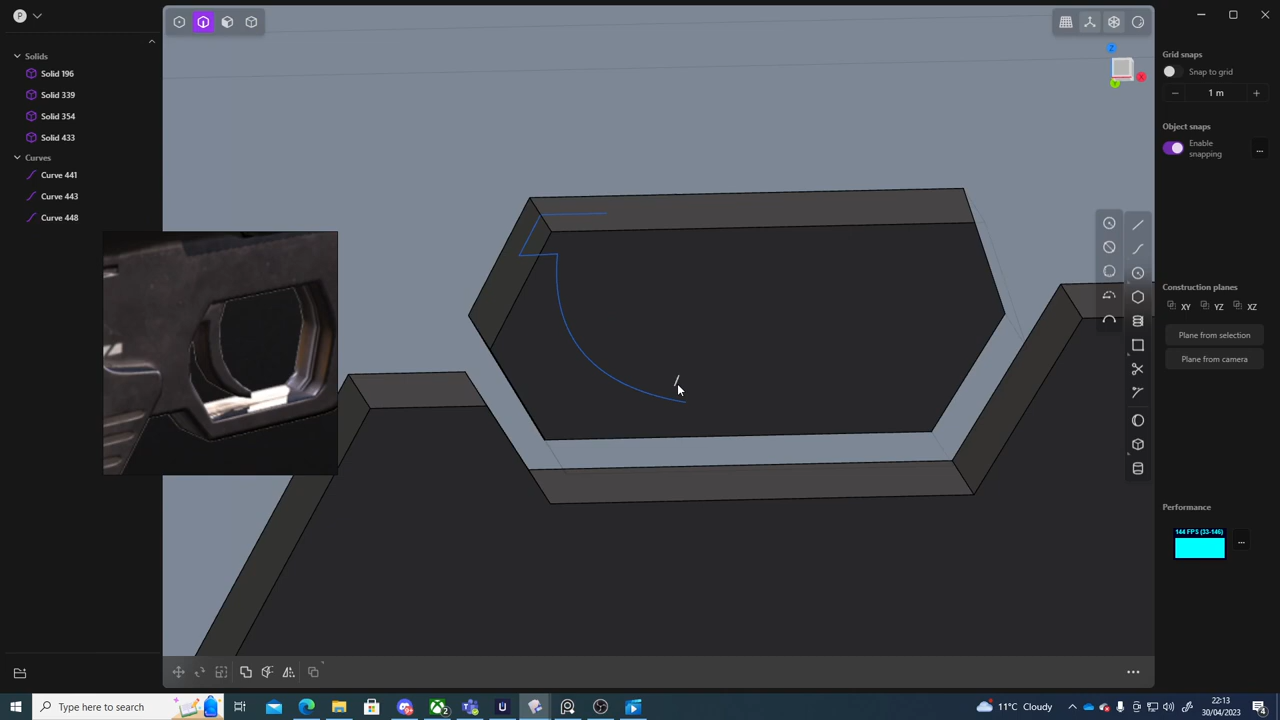 P
Solids
Solid 196
Solid 339
Solid 354
Solid 433
Curves
Curve 441
Curve 443
Curve 448
Z
X
Y
Grid snaps
Snap to grid
1 m
Object snaps
Enable
snapping
...
Construction planes
XY
YZ
XZ
Plane from selection
Plane from camera
Performance
144 FPS (33-146)
...
Type here to search
2
U
11°C Cloudy
22:13
30/04/2023